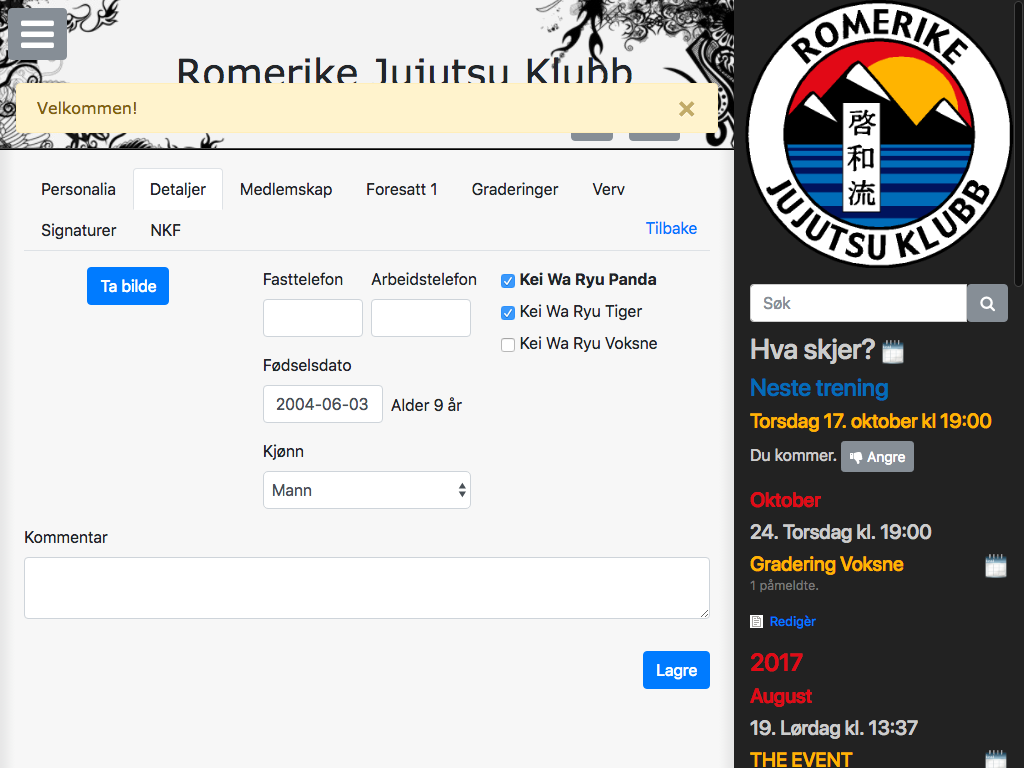 Romerike Jujutsu Klubb
Velkommen!
×
Personalia Detaljer Medlemskap Foresatt 1 Graderinger Verv
Signaturer NKF Tilbake
Ta bilde
Fasttelefon Arbeidstelefon
Kei Wa Ryu Panda
Kei Wa Ryu Tiger
Kei Wa Ryu Voksne
Fødselsdato
2004-06-03 Alder 9 år
Kjønn
Mann
Kommentar
Lagre
ROMERIKE
啓和流
JUJUTSU KLUBB
Søk
Hva skjer?
Neste trening
Torsdag 17. oktober kl 19:00
Du kommer. Angre
Oktober
24. Torsdag kl. 19:00
Gradering Voksne
1 påmeldte.
Redigèr
2017
August
19. Lørdag kl. 13:37
THE EVENT